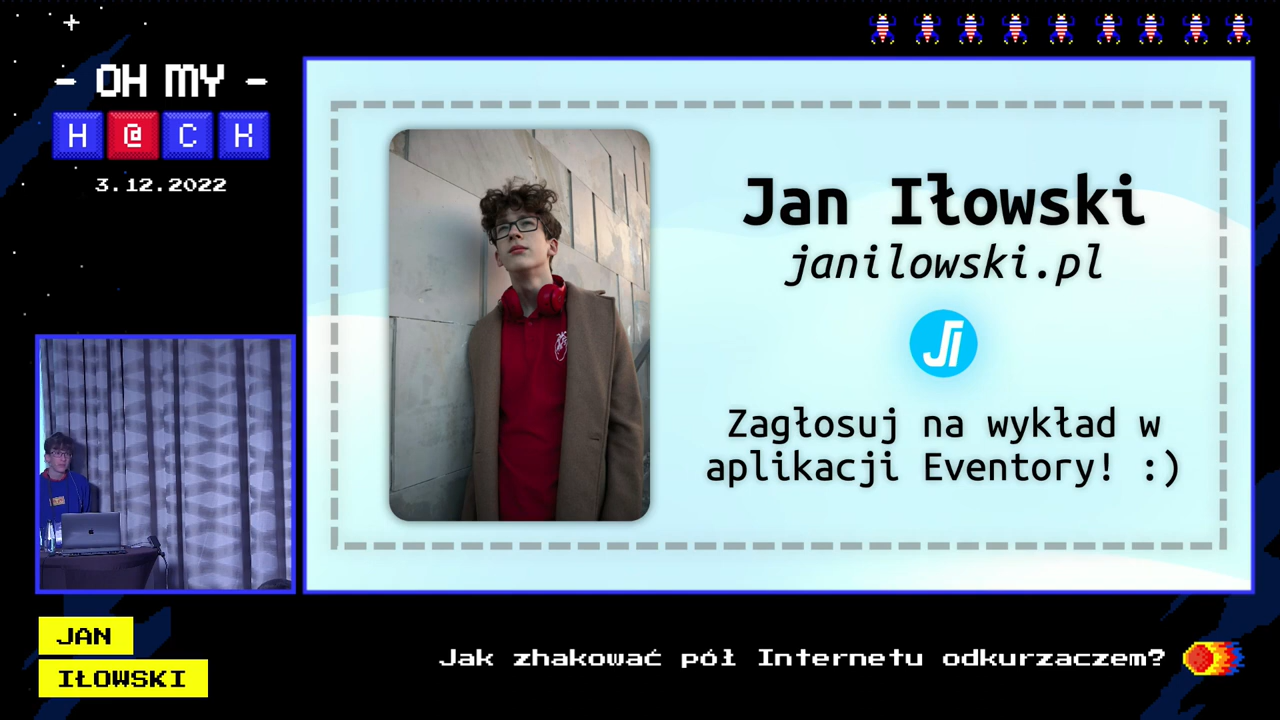 - OH MY -
H@CK
3.12.2022
Jan Iłowski
janilowski.pl
JI
Zagłosuj na wykład w
aplikacji Eventory! :)
JAN
IŁOWSKI
Jak zhakować pół Internetu odkurzaczem?